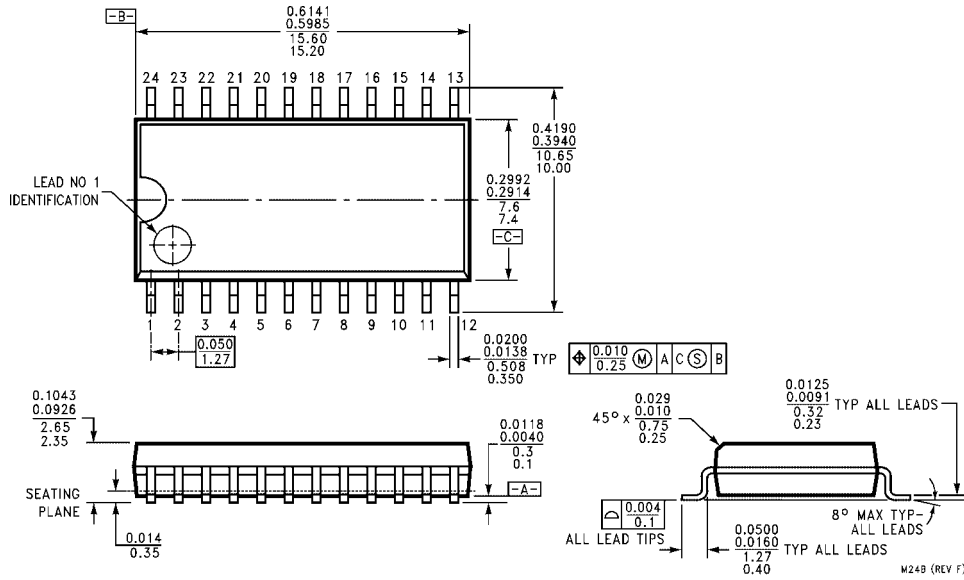 -B-
0.6141
0.5985
15.60
15.20
24 23 22 21 20 19 18 17 16 15 14 13
LEAD NO 1
IDENTIFICATION
0.2992
0.2914
7.6
7.4
-C-
0.4190
0.3940
10.65
10.00
1 2 3 4 5 6 7 8 9 10 11 12
0.050
1.27
0.0200
0.0138
0.508
0.350
TYP
⌖ 0.010
0.25 Ⓜ A C Ⓢ B
0.1043
0.0926
2.65
2.35
SEATING
PLANE
0.014
0.35
0.0118
0.0040
0.3
0.1
-A-
45° x
0.029
0.010
0.75
0.25
0.0125
0.0091
0.32
0.23
TYP ALL LEADS
0.004
0.1
ALL LEAD TIPS
0.0500
0.0160
1.27
0.40
TYP ALL LEADS
8° MAX TYP-
ALL LEADS
M24B (REV F)